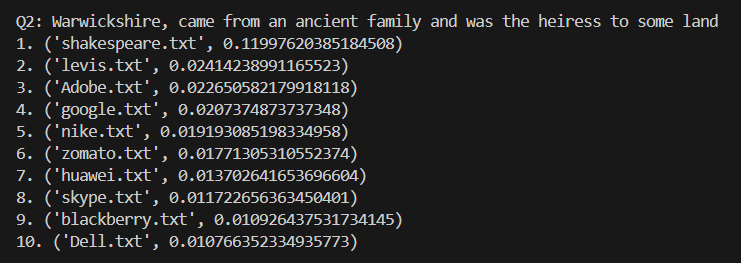 Q2: Warwickshire, came from an ancient family and was the heiress to some land
1. ('shakespeare.txt', 0.11997620385184508)
2. ('levis.txt', 0.02414238991165523)
3. ('Adobe.txt', 0.022650582179918118)
4. ('google.txt', 0.0207374873737348)
5. ('nike.txt', 0.019193085198334958)
6. ('zomato.txt', 0.01771305310552374)
7. ('huawei.txt', 0.013702641653696604)
8. ('skype.txt', 0.011722656363450401)
9. ('blackberry.txt', 0.010926437531734145)
10. ('Dell.txt', 0.010766352334935773)